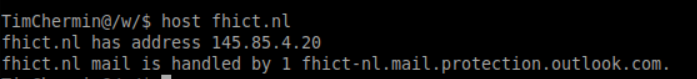 TimChermin@/w/$ host fhict.nl
fhict.nl has address 145.85.4.20
fhict.nl mail is handled by 1 fhict-nl.mail.protection.outlook.com.